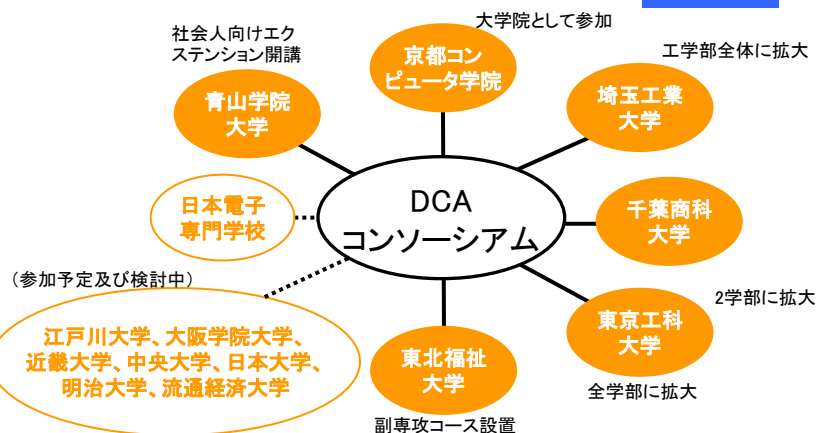 大学院として参加
社会人向けエク
ステンション開講
京都コン
ピュータ学院
工学部全体に拡大
青山学院
大学
埼玉工業
大学
日本電子
専門学校
DCA
コンソーシアム
千葉商科
大学
(参加予定及び検討中)
2学部に拡大
江戸川大学、大阪学院大学、
近畿大学、中央大学、日本大学、
明治大学、流通経済大学
東北福祉
大学
東京工科
大学
全学部に拡大
副専攻コース設置